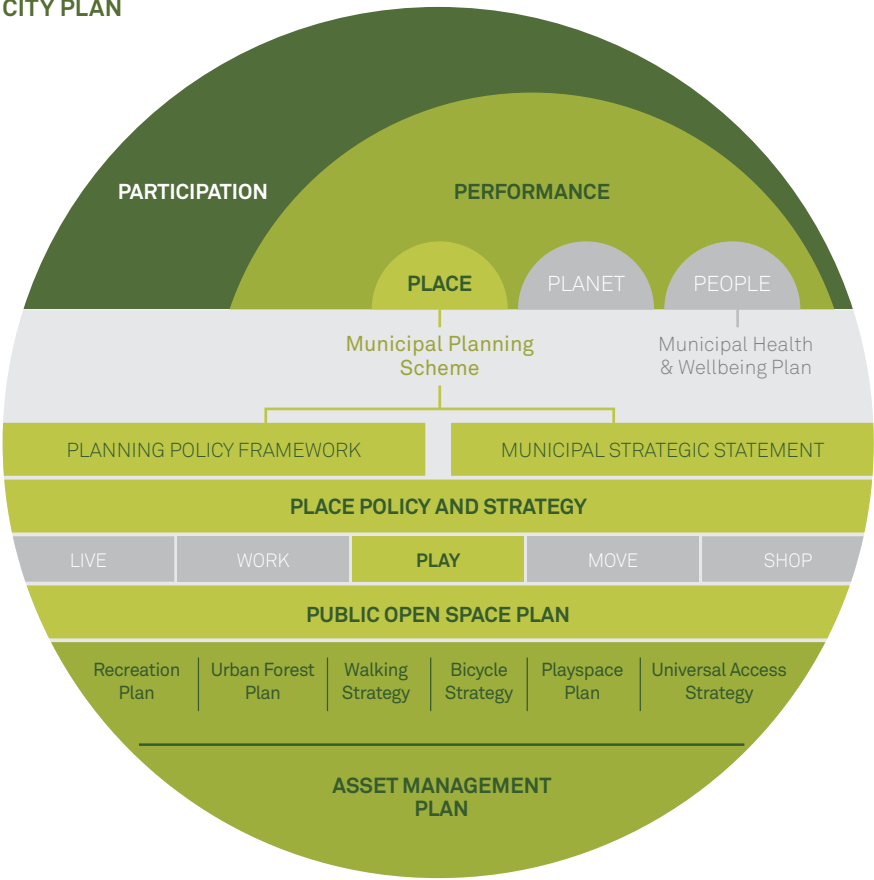 CITY PLAN
PARTICIPATION
PERFORMANCE
PLACE
PLANET
PEOPLE
Municipal Planning
Scheme
Municipal Health
& Wellbeing Plan
PLANNING POLICY FRAMEWORK
MUNICIPAL STRATEGIC STATEMENT
PLACE POLICY AND STRATEGY
LIVE
WORK
PLAY
MOVE
SHOP
PUBLIC OPEN SPACE PLAN
Recreation
Plan
Urban Forest
Plan
Walking
Strategy
Bicycle
Strategy
Playspace
Plan
Universal Access
Strategy
ASSET MANAGEMENT
PLAN